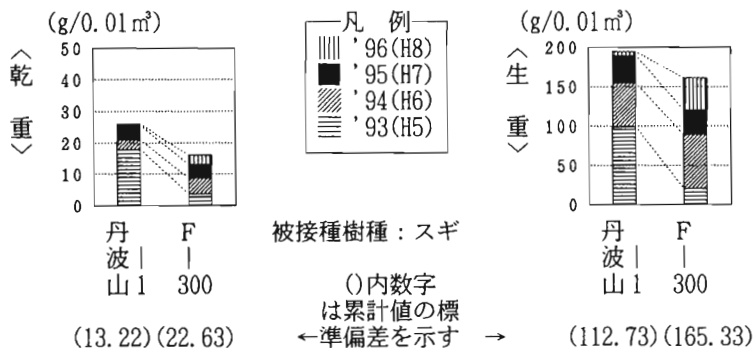 (g/0.01㎥)
50
40
30
20
10
0
〈乾重〉
丹波山|1
F|300
(13.22)(22.63)
凡 例
'96(H8)
'95(H7)
'94(H6)
'93(H5)
被接種樹種：スギ
()内数字
は累計値の標
←準偏差を示す →
(g/0.01㎥)
200
150
100
50
0
〈生重〉
丹波山|1
F|300
(112.73)(165.33)